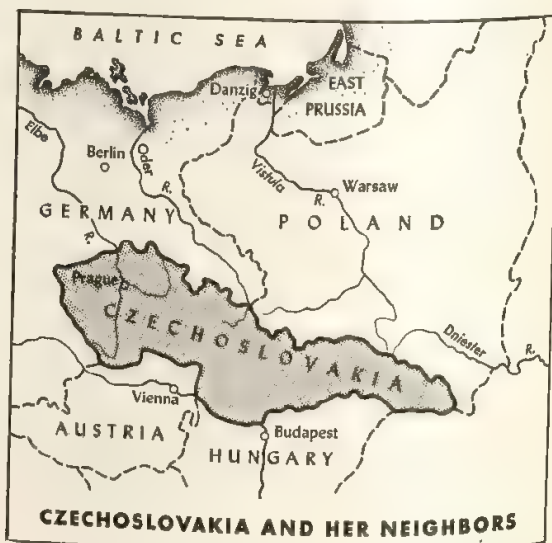 BALTIC SEA
Danzig
EAST
PRUSSIA
Elbe
R.
Berlin
Oder
R.
Vistula
R.
Warsaw
GERMANY
POLAND
Prague
CZECHOSLOVAKIA
Dniester
R.
Vienna
AUSTRIA
Budapest
HUNGARY
CZECHOSLOVAKIA AND HER NEIGHBORS